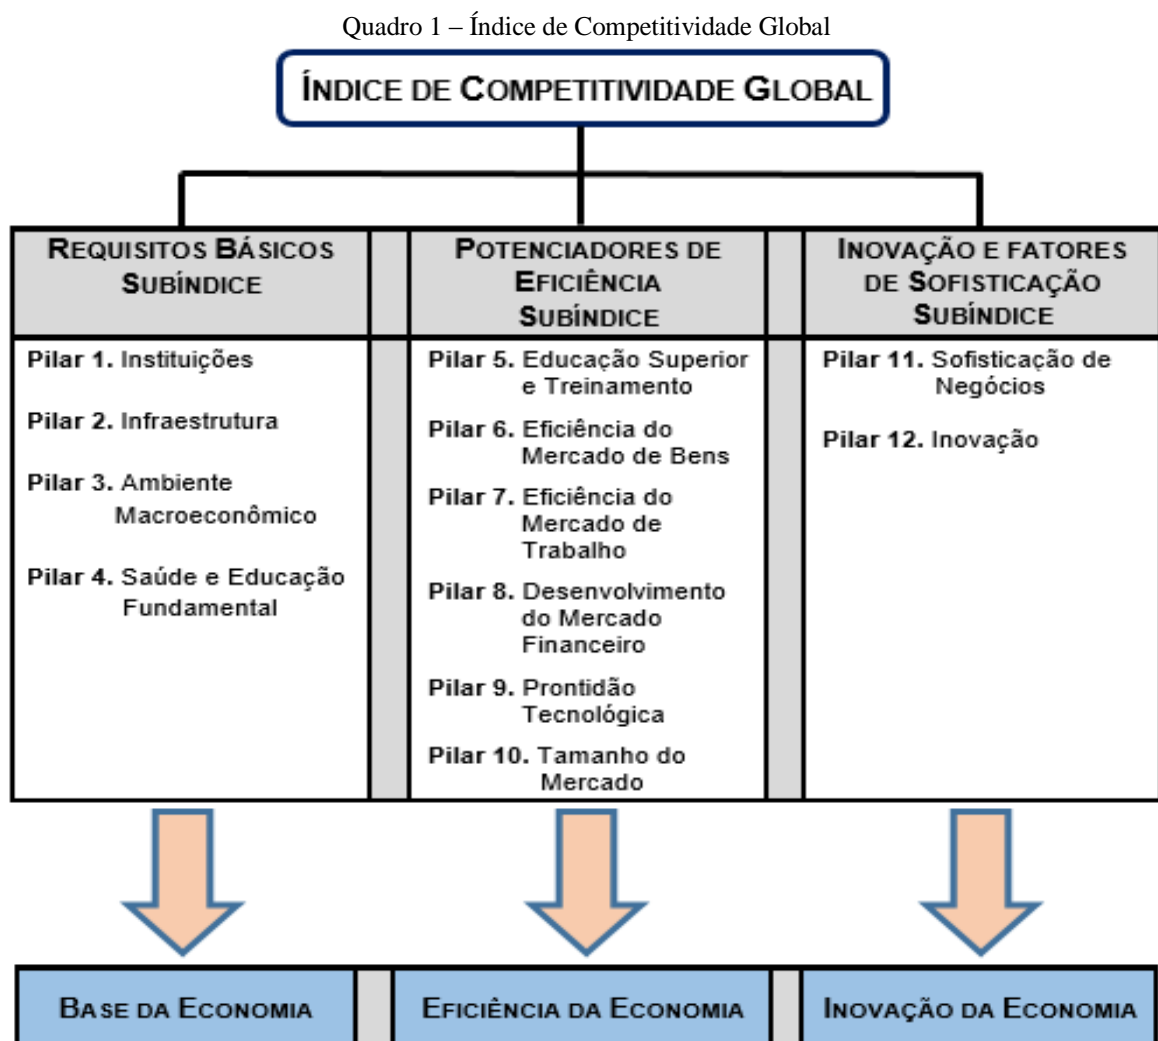 Quadro 1 – Índice de Competitividade Global
ÍNDICE DE COMPETITIVIDADE GLOBAL
REQUISITOS BÁSICOS
SUBÍNDICE
Pilar 1. Instituições
Pilar 2. Infraestrutura
Pilar 3. Ambiente
Macroeconômico
Pilar 4. Saúde e Educação
Fundamental
POTENCIADORES DE
EFICIÊNCIA
SUBÍNDICE
Pilar 5. Educação Superior
e Treinamento
Pilar 6. Eficiência do
Mercado de Bens
Pilar 7. Eficiência do
Mercado de
Trabalho
Pilar 8. Desenvolvimento
do Mercado
Financeiro
Pilar 9. Prontidão
Tecnológica
Pilar 10. Tamanho do
Mercado
INOVAÇÃO E FATORES
DE SOFISTICAÇÃO
SUBÍNDICE
Pilar 11. Sofisticação de
Negócios
Pilar 12. Inovação
BASE DA ECONOMIA
EFICIÊNCIA DA ECONOMIA
INOVAÇÃO DA ECONOMIA